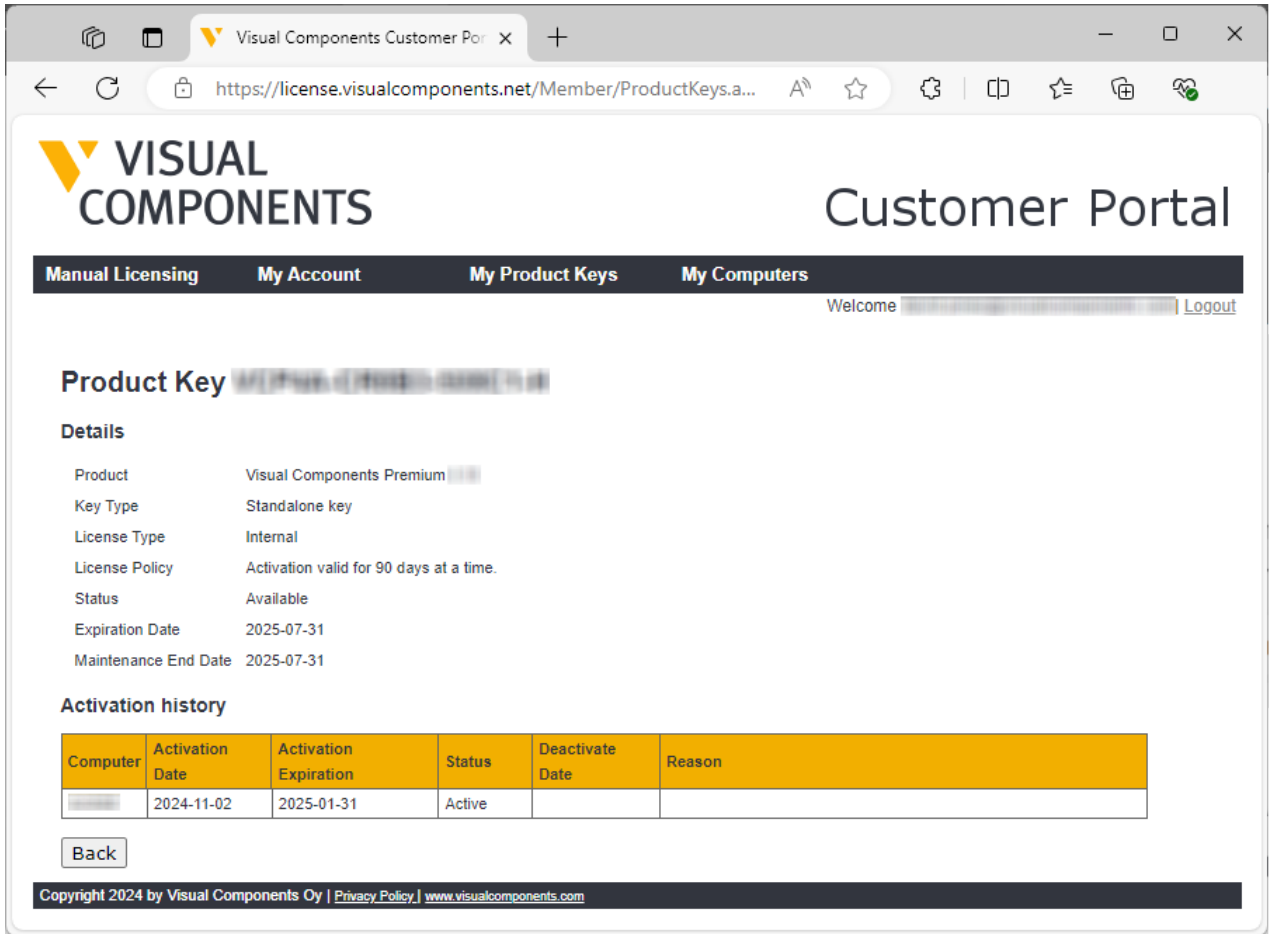 Visual Components Customer Por
https://license.visualcomponents.net/Member/ProductKeys.a...
VISUAL
COMPONENTS
Customer Portal
Manual Licensing My Account My Product Keys My Computers
Welcome | Logout
Product Key
Details
Product Visual Components Premium
Key Type Standalone key
License Type Internal
License Policy Activation valid for 90 days at a time.
Status Available
Expiration Date 2025-07-31
Maintenance End Date 2025-07-31
Activation history
Computer Activation Date Activation Expiration Status Deactivate Date Reason
2024-11-02 2025-01-31 Active
Back
Copyright 2024 by Visual Components Oy | Privacy Policy | www.visualcomponents.com